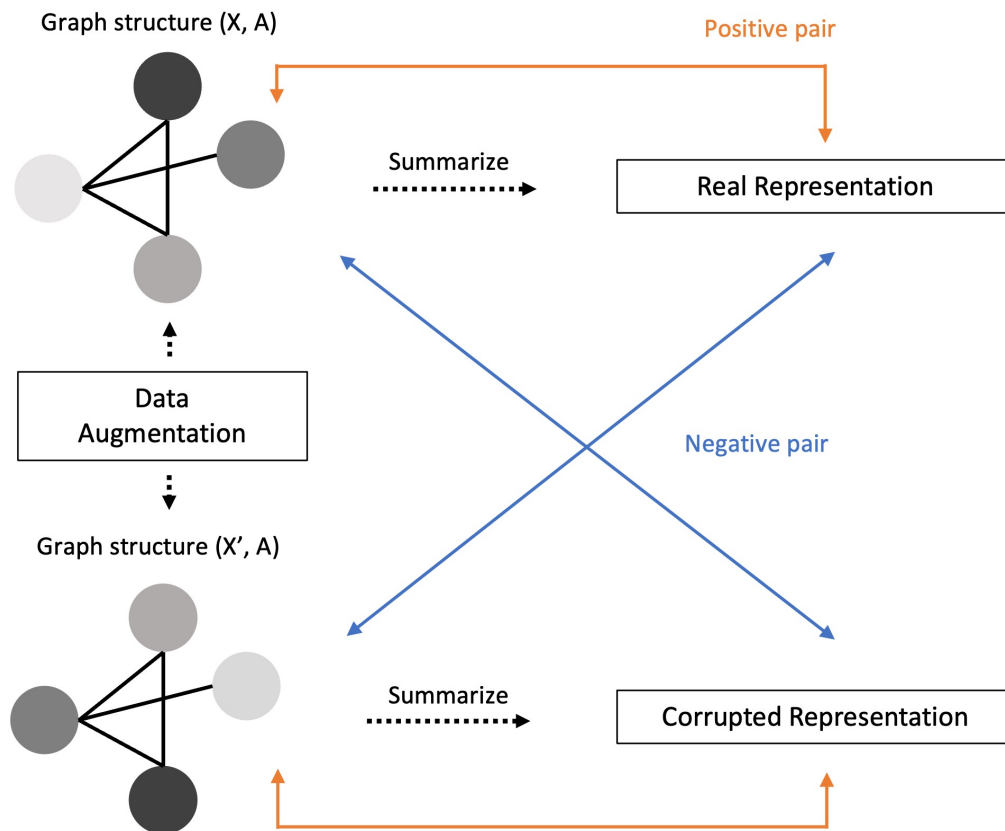 Graph structure (X, A)
Positive pair
Summarize
Real Representation
Data
Augmentation
Negative pair
Graph structure (X’, A)
Summarize
Corrupted Representation